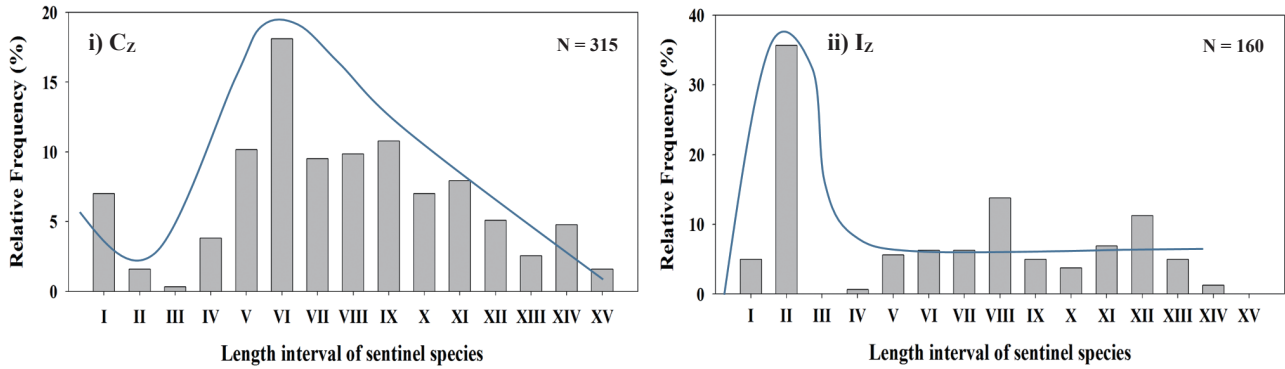 i) CZ
N = 315
Relative Frequency (%)
20
15
10
5
0
I II III IV V VI VII VIII IX X XI XII XIII XIV XV
Length interval of sentinel species
ii) IZ
N = 160
Relative Frequency (%)
40
30
20
10
0
I II III IV V VI VII VIII IX X XI XII XIII XIV XV
Length interval of sentinel species